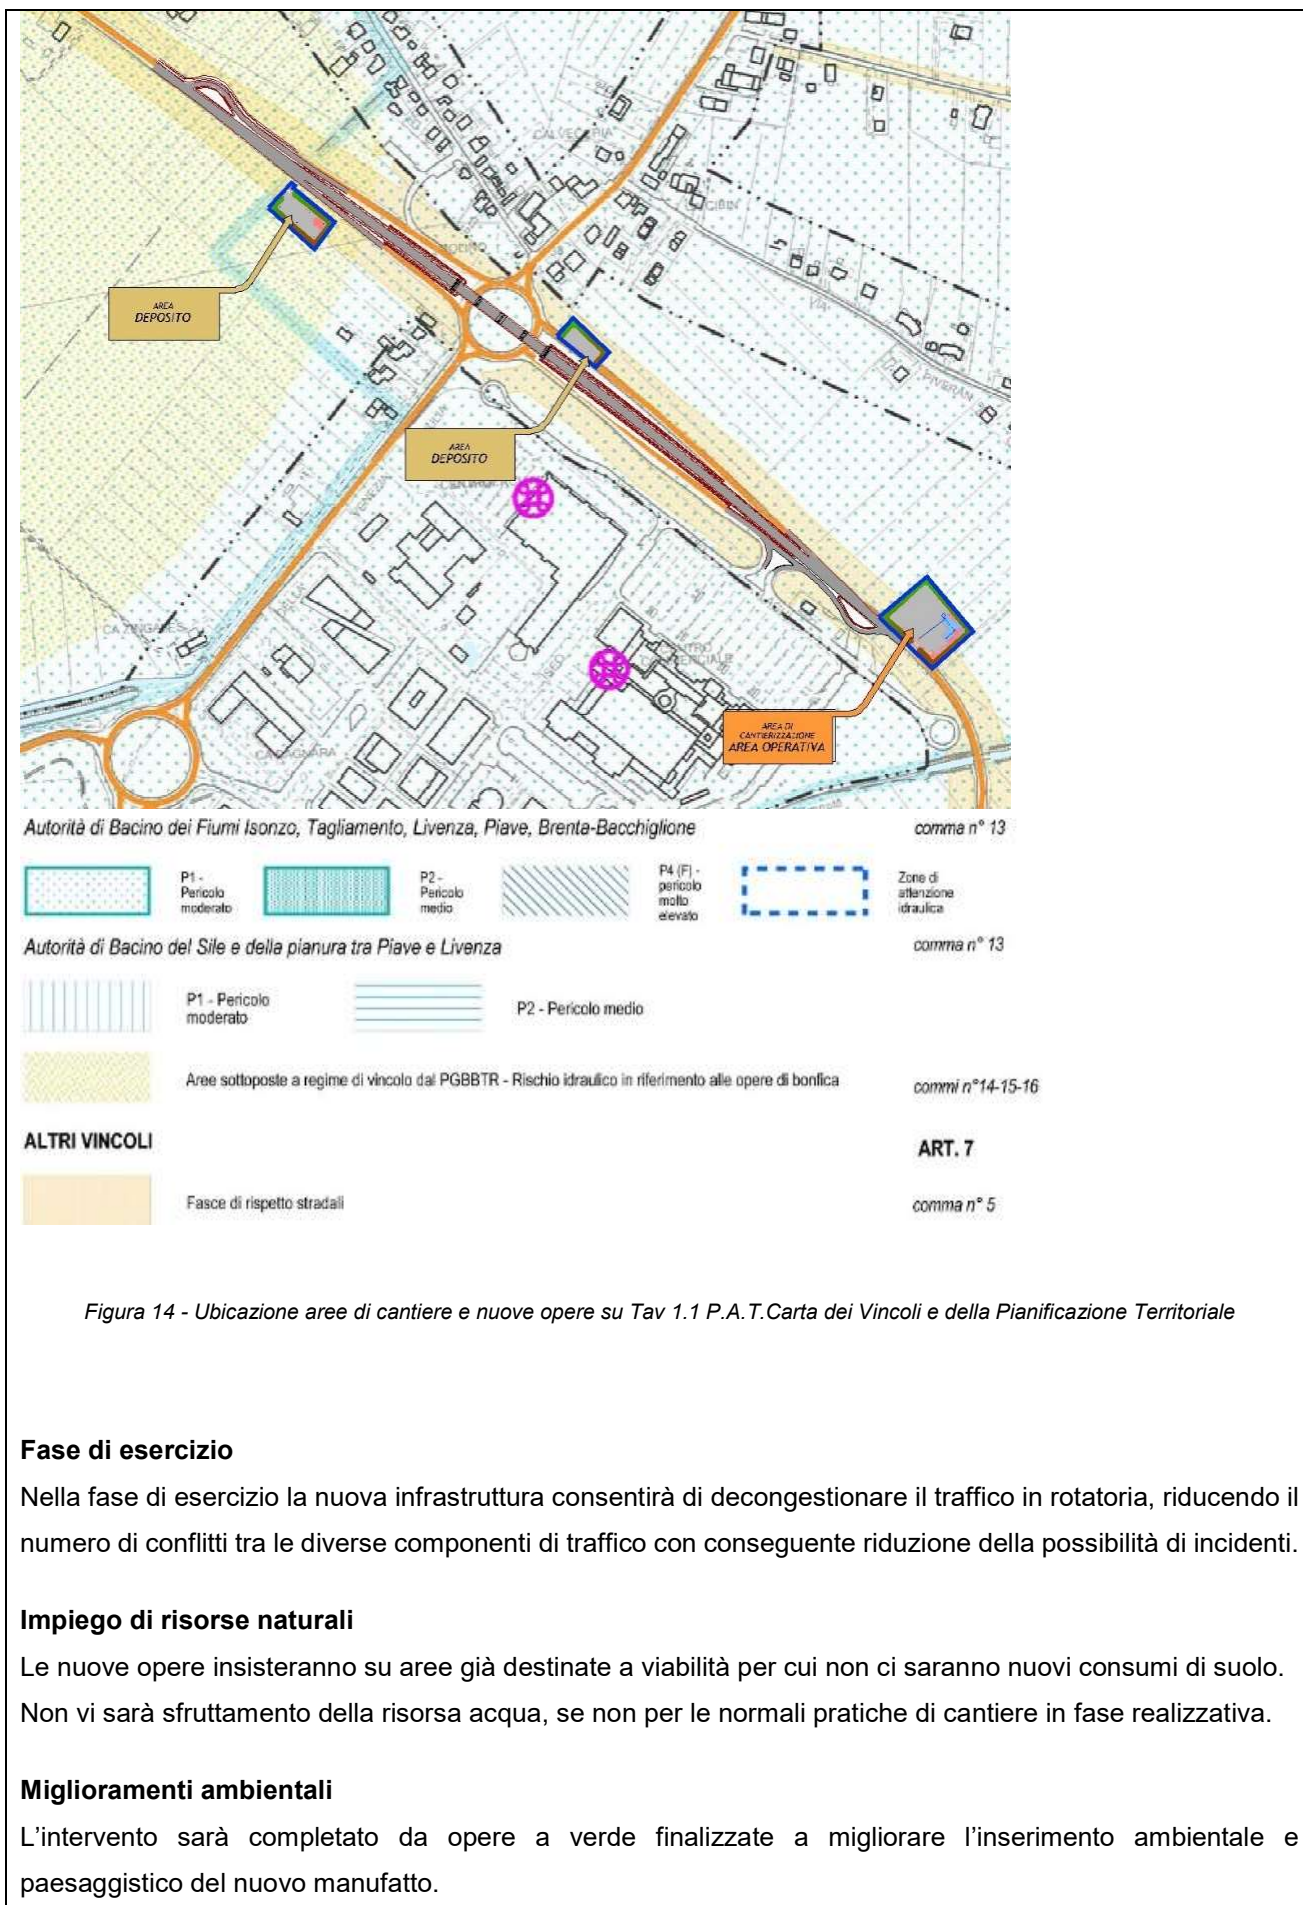 CALVECCHIA
CIBIN
VIA
PIVERAN
AREA
DEPOSITO
AREA
DEPOSITO
VENEZIA
CA ZINGALES
ISEO
CENTRO
COMMERCIALE
AREA DI
CANTIERIZZAZIONE
AREA OPERATIVA
Autorità di Bacino dei Fiumi Isonzo, Tagliamento, Livenza, Piave, Brenta-Bacchiglione comma n° 13
P1 -
Pericolo
moderato
P2 -
Pericolo
medio
P4 (F) -
pericolo
molto
elevato
Zone di
attenzione
idraulica
Autorità di Bacino del Sile e della pianura tra Piave e Livenza comma n° 13
P1 - Pericolo
moderato
P2 - Pericolo medio
Aree sottoposte a regime di vincolo dal PGBBTR - Rischio idraulico in riferimento alle opere di bonifica commi n°14-15-16
ALTRI VINCOLI ART. 7
Fasce di rispetto stradali comma n° 5
Figura 14 - Ubicazione aree di cantiere e nuove opere su Tav 1.1 P.A.T.Carta dei Vincoli e della Pianificazione Territoriale
Fase di esercizio
Nella fase di esercizio la nuova infrastruttura consentirà di decongestionare il traffico in rotatoria, riducendo il
numero di conflitti tra le diverse componenti di traffico con conseguente riduzione della possibilità di incidenti.
Impiego di risorse naturali
Le nuove opere insisteranno su aree già destinate a viabilità per cui non ci saranno nuovi consumi di suolo.
Non vi sarà sfruttamento della risorsa acqua, se non per le normali pratiche di cantiere in fase realizzativa.
Miglioramenti ambientali
L'intervento sarà completato da opere a verde finalizzate a migliorare l'inserimento ambientale e
paesaggistico del nuovo manufatto.